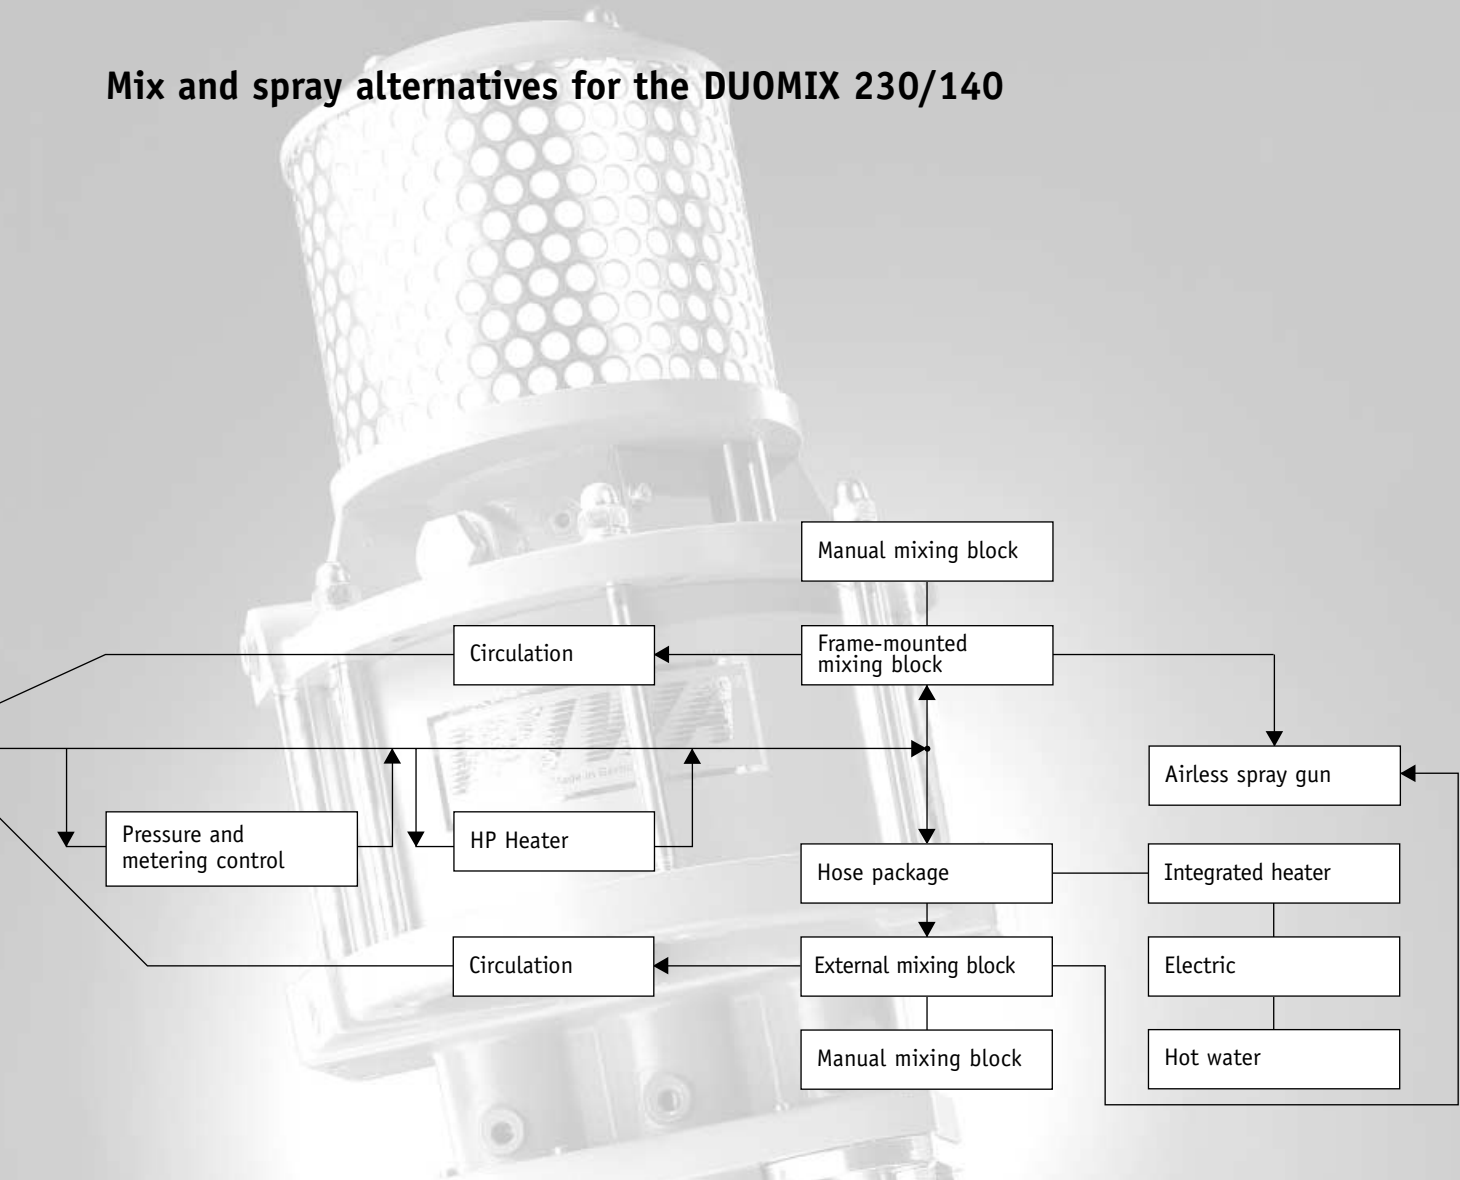 Mix and spray alternatives for the DUOMIX 230/140
Manual mixing block
Circulation
Frame-mounted
mixing block
Airless spray gun
Pressure and
metering control
HP Heater
Hose package
Integrated heater
Circulation
External mixing block
Electric
Manual mixing block
Hot water